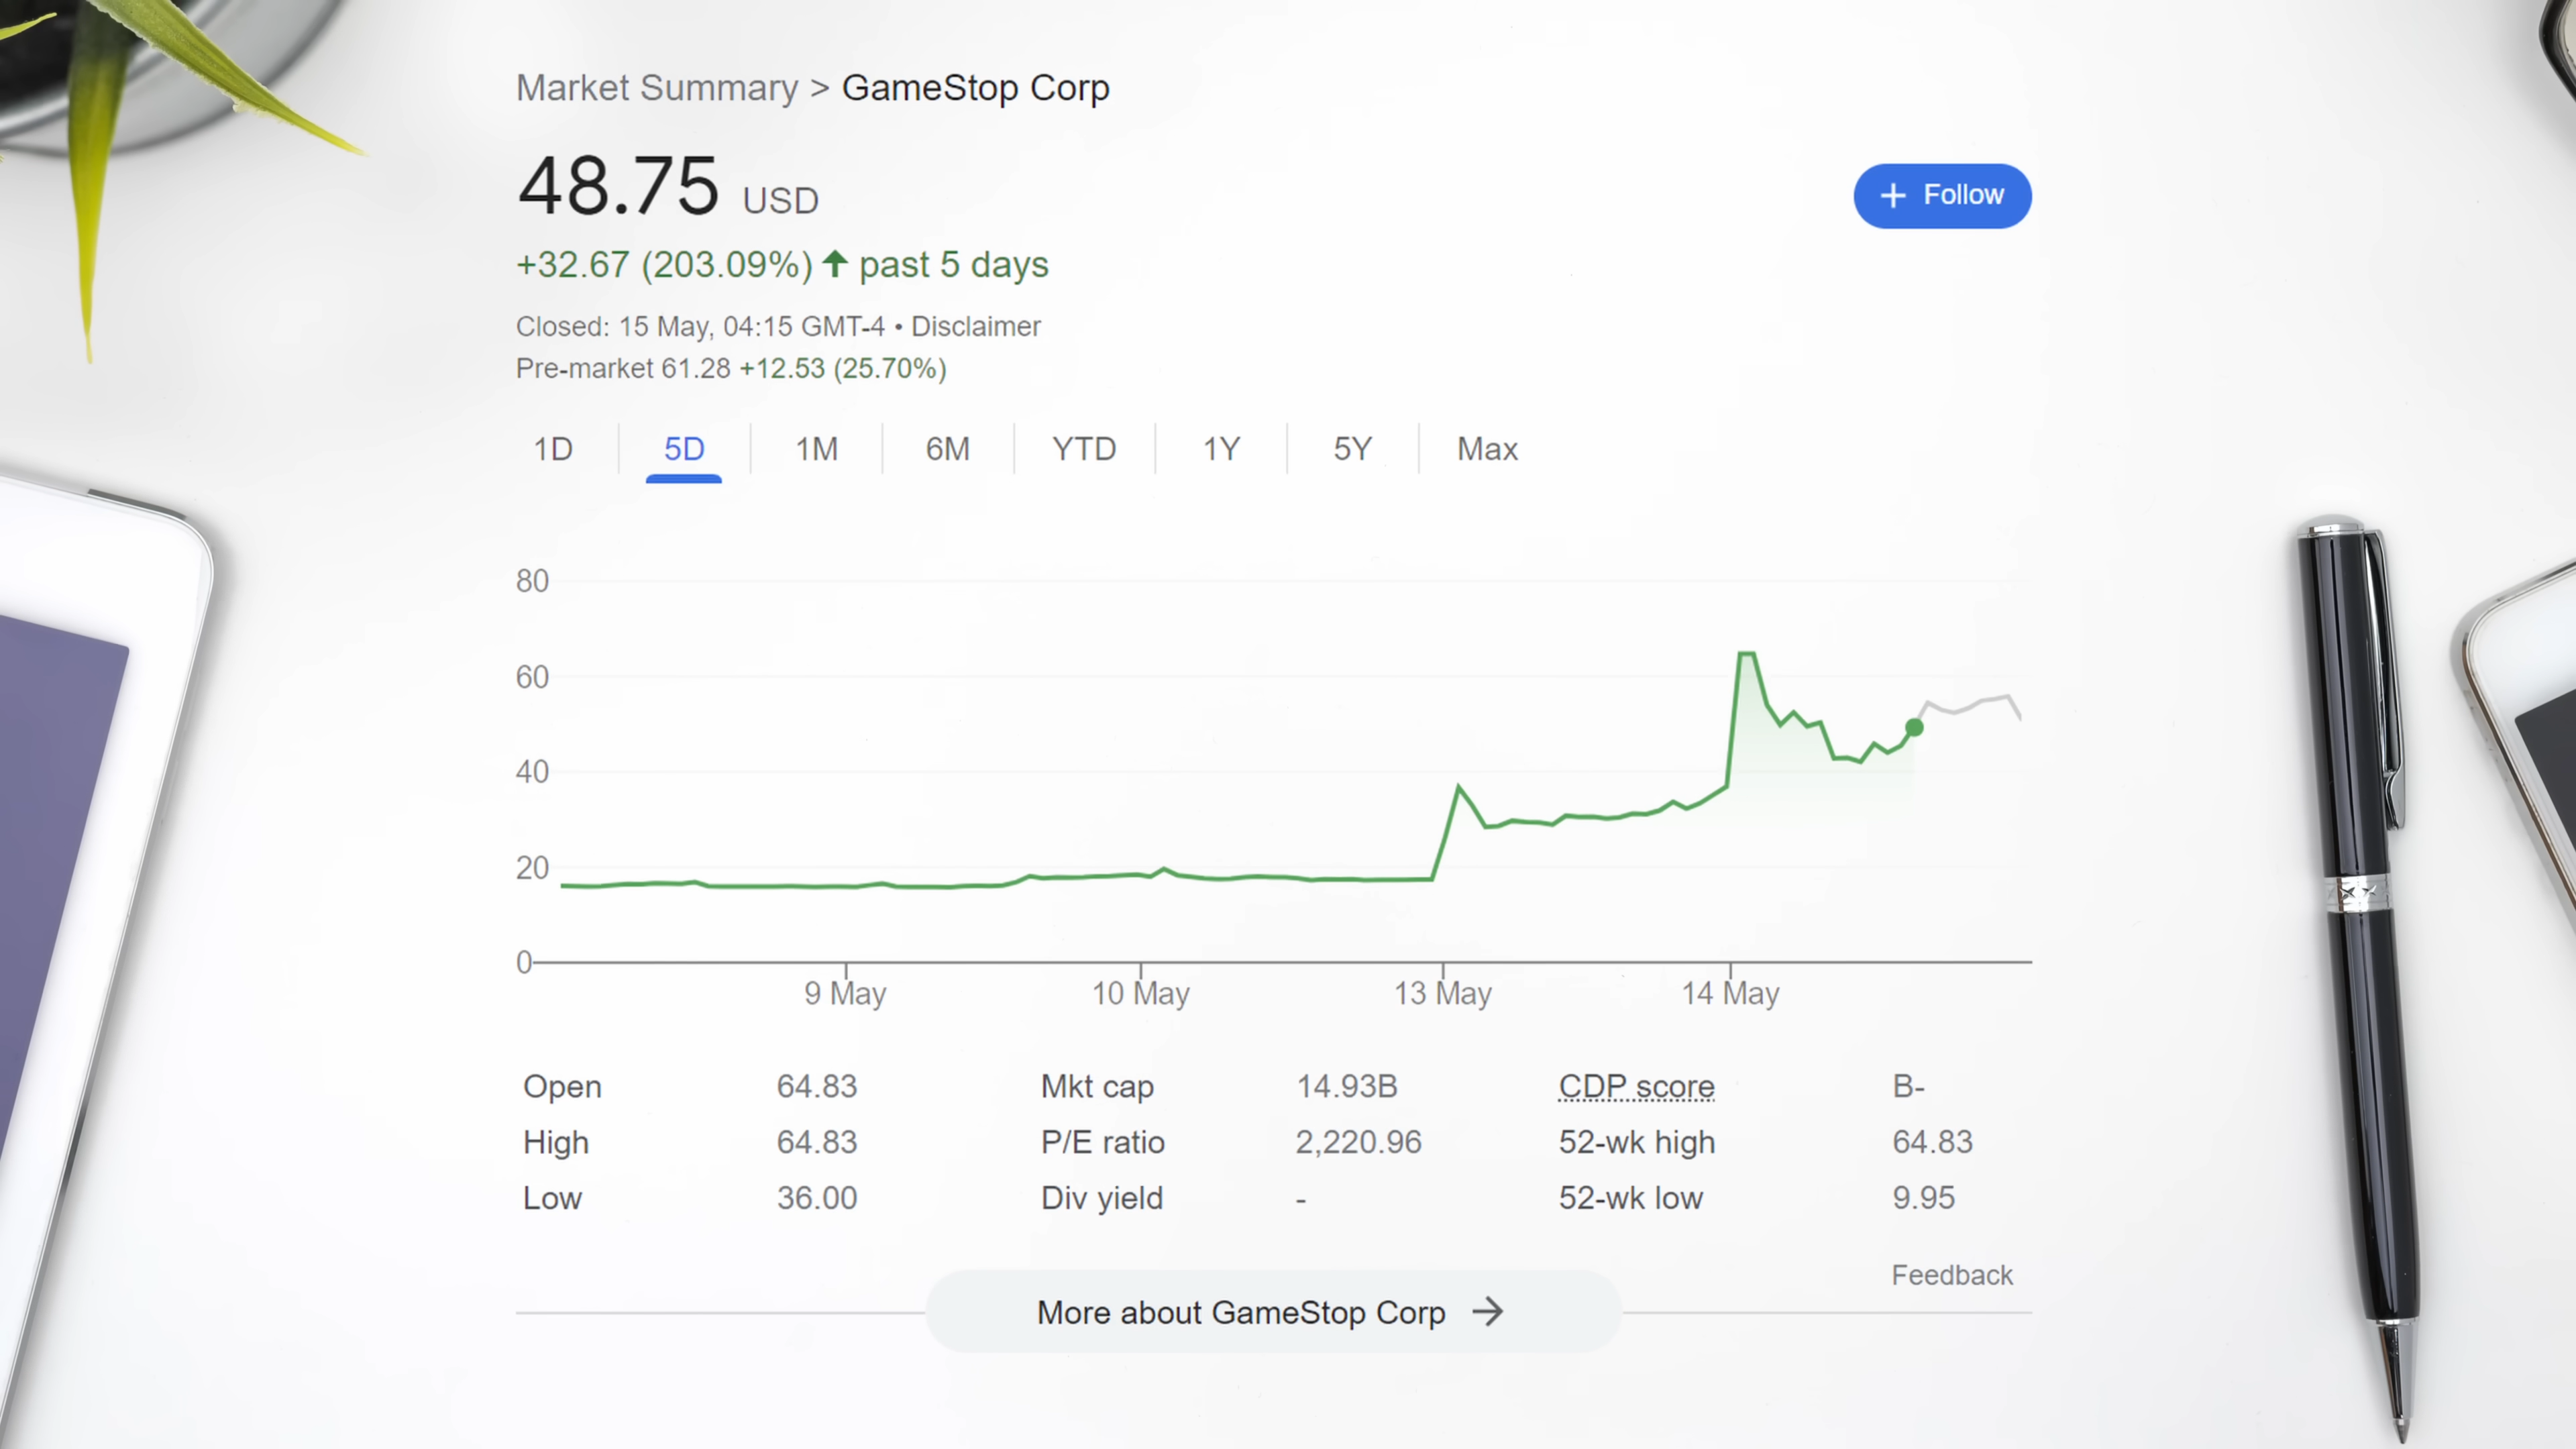 Market Summary > GameStop Corp
48.75 USD
+ Follow
+32.67 (203.09%) ↑ past 5 days
Closed: 15 May, 04:15 GMT-4 • Disclaimer
Pre-market 61.28 +12.53 (25.70%)
1D 5D 1M 6M YTD 1Y 5Y Max
80
60
40
20
0
9 May 10 May 13 May 14 May
Open 64.83 Mkt cap 14.93B CDP score B-
High 64.83 P/E ratio 2,220.96 52-wk high 64.83
Low 36.00 Div yield - 52-wk low 9.95
Feedback
More about GameStop Corp →